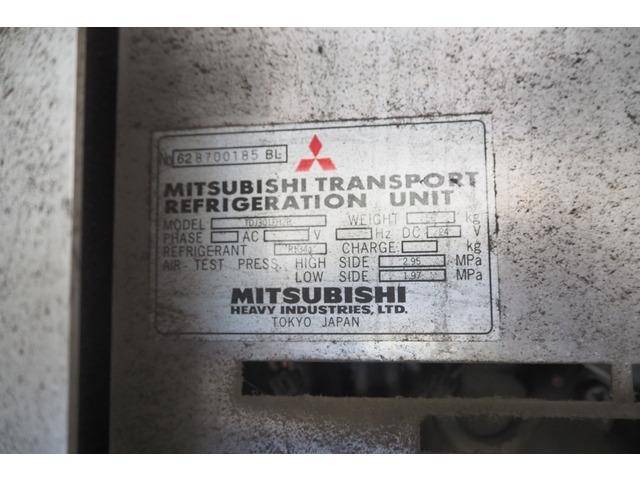 No 628700185 BL
MITSUBISHI TRANSPORT
REFRIGERATION UNIT
MODEL WEIGHT kg
PHASE AC V Hz DC 24 V
REFRIGERANT R134a CHARGE kg
AIR-TEST PRESS. HIGH SIDE 2.95 MPa
LOW SIDE 1.97 MPa
MITSUBISHI
HEAVY INDUSTRIES, LTD.
TOKYO JAPAN